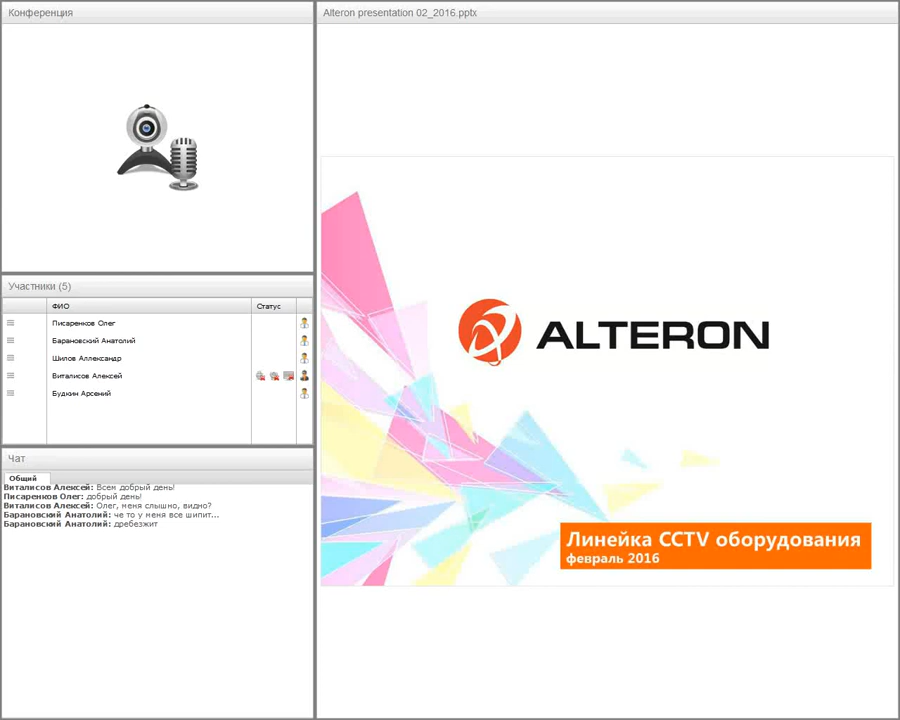 Конференция
Alteron presentation 02_2016.pptx
Участники (5)
ФИО
Статус
Писаренков Олег
Барановский Анатолий
Шилов Аллександр
Виталисов Алексей
Будкин Арсений
Чат
Общий
Виталисов Алексей: Всем добрый день!
Писаренков Олег: добрый день!
Виталисов Алексей: Олег, меня слышно, видно?
Барановский Анатолий: че то у меня все шипит...
Барановский Анатолий: дребезжит
ALTERON
Линейка CCTV оборудования
февраль 2016